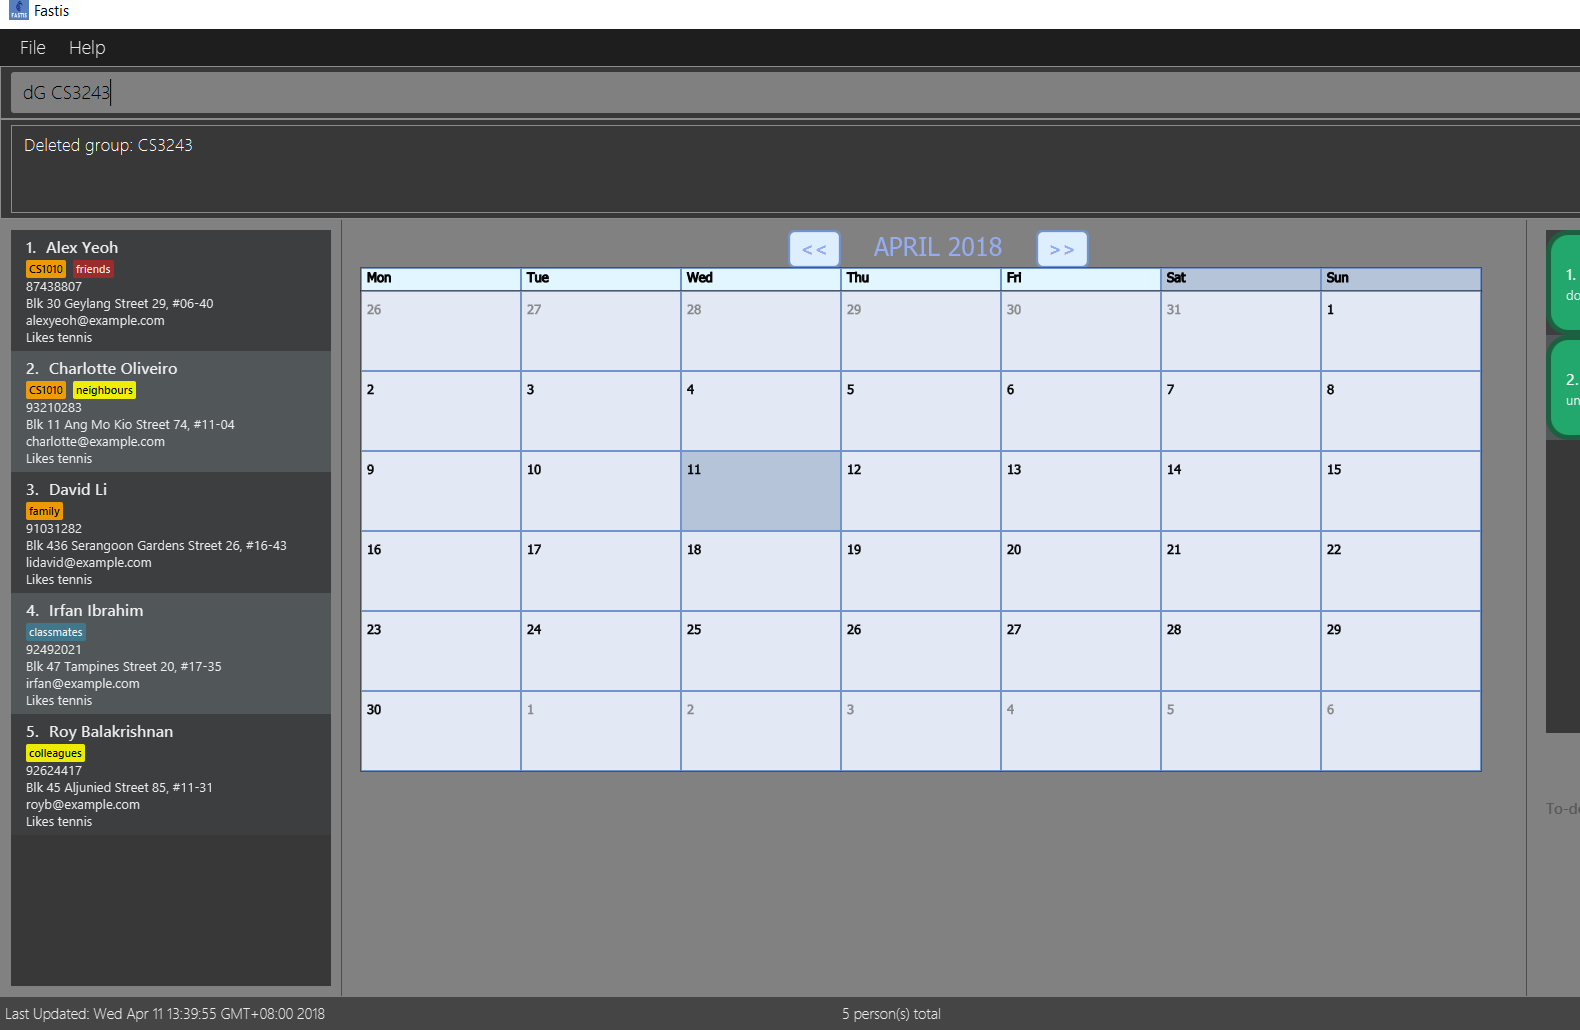 Fastis
File Help
dG CS3243
Deleted group: CS3243
1. Alex Yeoh
CS1010 friends
87438807
Blk 30 Geylang Street 29, #06-40
alexyeoh@example.com
Likes tennis
2. Charlotte Oliveiro
CS1010 neighbours
93210283
Blk 11 Ang Mo Kio Street 74, #11-04
charlotte@example.com
Likes tennis
3. David Li
family
91031282
Blk 436 Serangoon Gardens Street 26, #16-43
lidavid@example.com
Likes tennis
4. Irfan Ibrahim
classmates
92492021
Blk 47 Tampines Street 20, #17-35
irfan@example.com
Likes tennis
5. Roy Balakrishnan
colleagues
92624417
Blk 45 Aljunied Street 85, #11-31
royb@example.com
Likes tennis
<< APRIL 2018 >>
Mon Tue Wed Thu Fri Sat Sun
26 27 28 29 30 31 1
2 3 4 5 6 7 8
9 10 11 12 13 14 15
16 17 18 19 20 21 22
23 24 25 26 27 28 29
30 1 2 3 4 5 6
1.
2.
Last Updated: Wed Apr 11 13:39:55 GMT+08:00 2018
5 person(s) total